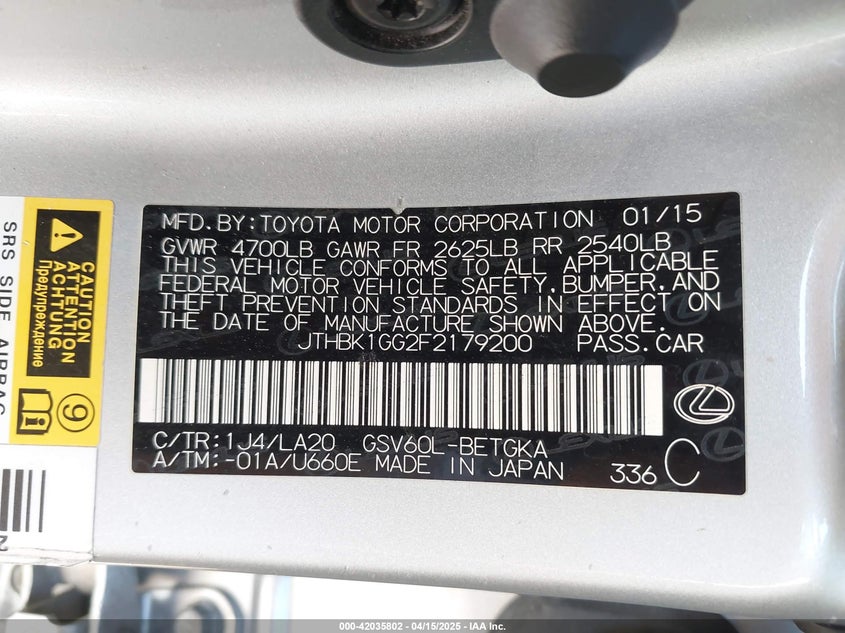 MFD.BY:TOYOTA MOTOR CORPORATION 01/15
GVWR 4700LB GAWR FR 2625LB RR 2540LB
THIS VEHICLE CONFORMS TO ALL APPLICABLE
FEDERAL MOTOR VEHICLE SAFETY,BUMPER,AND
THEFT PREVENTION STANDARDS IN EFFECT ON
THE DATE OF MANUFACTURE SHOWN ABOVE.
JTHBK1GG2F2179200 PASS.CAR
C/TR:1J4/LA20 GSV60L-BETGKA
A/TM:-01A/U660E MADE IN JAPAN
336 C
CAUTION
ATTENTION
ACHTUNG
Предупреждение
9
SRS SIDE AIRBAG
000-42035802 - 04/15/2025 - IAA Inc.